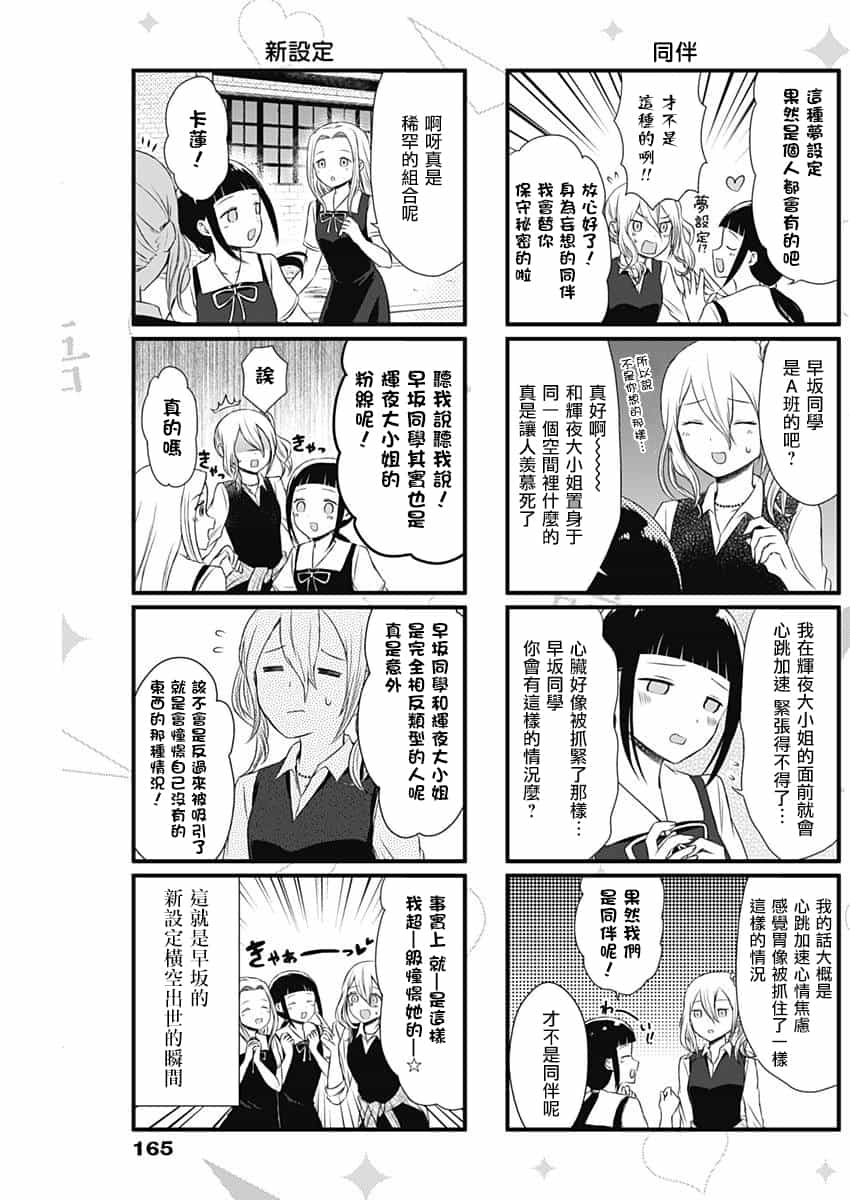 同伴
這種夢設定
果然是個人都會有的吧
才不是
這種的咧!!
夢設定!?
放心好了!
身為妄想的同伴
我會替你
保守秘密的啦
早坂同學
是A班的吧?
所以說
不是你想的那樣…
真好啊~~~~~
和輝夜大小姐置身于
同一個空間裡什麼的
真是讓人羨慕死了
我在輝夜大小姐的面前就會
心跳加速 緊張得不得了…
心臟好像被抓緊了那樣…
早坂同學
你會有這樣的情況麼?
我的話大概是
心跳加速心情焦慮
感覺胃像被抓住了一樣
這樣的情況
果然我們
是同伴呢!
わーい!!
才不是
同伴呢
新設定
啊呀真是
稀罕的組合呢
卡蓮!
聽我說聽我說!
早坂同學其實也是
輝夜大小姐的
粉絲呢!
誒
真的嗎
きゃっ
きゃっ
早坂同學和輝夜大小姐
是完全相反類型的人呢
真是意外
該不會是反過來被吸引了
就是會憧憬自己沒有的
東西的那種情況!
事實上 就—是這樣
我超—級憧憬她的—☆
きゃあーーっ♥
這就是早坂的
新設定橫空出世的瞬間
165